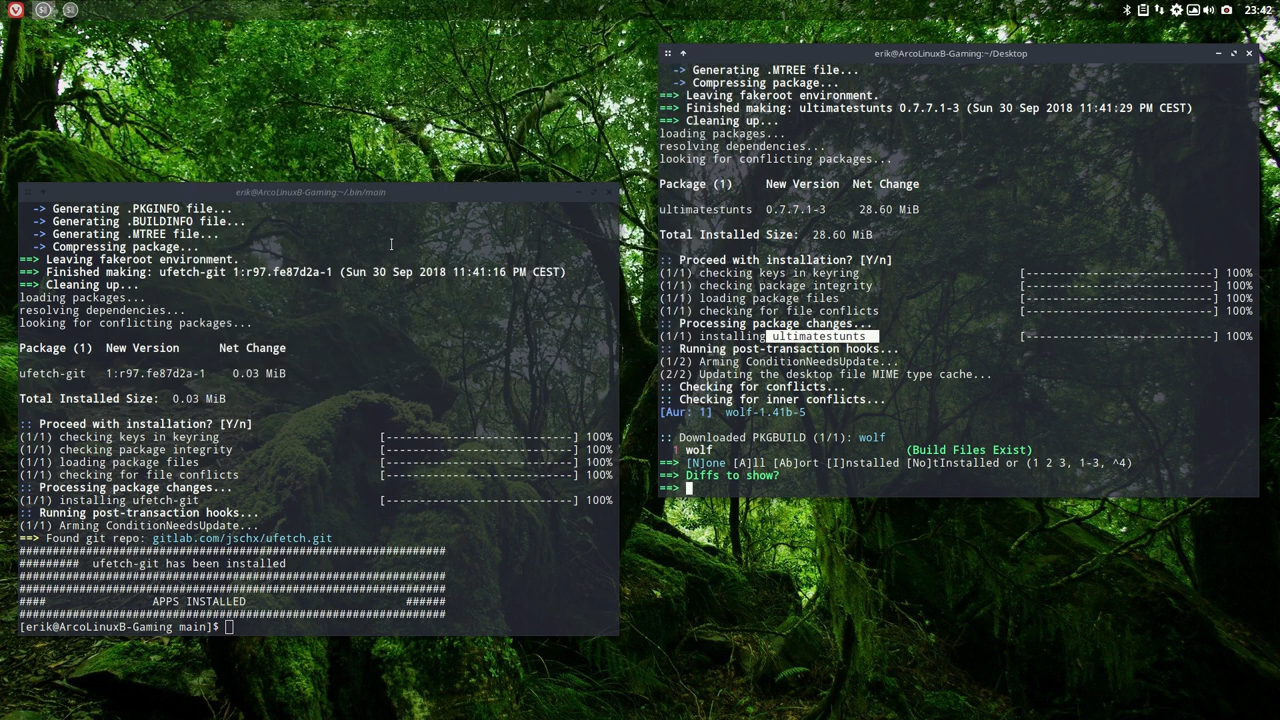 23:42
erik@ArcoLinuxB-Gaming:~/.bin/main
-> Generating .PKGINFO file...
-> Generating .BUILDINFO file...
-> Generating .MTREE file...
-> Compressing package...
==> Leaving fakeroot environment.
==> Finished making: ufetch-git 1:r97.fe87d2a-1 (Sun 30 Sep 2018 11:41:16 PM CEST)
==> Cleaning up...
loading packages...
resolving dependencies...
looking for conflicting packages...
Package (1)  New Version      Net Change
ufetch-git   1:r97.fe87d2a-1    0.03 MiB
Total Installed Size:  0.03 MiB
:: Proceed with installation? [Y/n]
(1/1) checking keys in keyring [-----------------------------] 100%
(1/1) checking package integrity [-----------------------------] 100%
(1/1) loading package files [-----------------------------] 100%
(1/1) checking for file conflicts [-----------------------------] 100%
:: Processing package changes...
(1/1) installing ufetch-git [-----------------------------] 100%
:: Running post-transaction hooks...
(1/1) Arming ConditionNeedsUpdate...
==> Found git repo: gitlab.com/jschx/ufetch.git
################################################################
#########  ufetch-git has been installed
################################################################
################################################################
####                APPS INSTALLED                        ######
################################################################
[erik@ArcoLinuxB-Gaming main]$
erik@ArcoLinuxB-Gaming:~/Desktop
-> Generating .MTREE file...
-> Compressing package...
==> Leaving fakeroot environment.
==> Finished making: ultimatestunts 0.7.7.1-3 (Sun 30 Sep 2018 11:41:29 PM CEST)
==> Cleaning up...
loading packages...
resolving dependencies...
looking for conflicting packages...
Package (1)     New Version  Net Change
ultimatestunts  0.7.7.1-3     28.60 MiB
Total Installed Size:  28.60 MiB
:: Proceed with installation? [Y/n]
(1/1) checking keys in keyring [-----------------------------] 100%
(1/1) checking package integrity [-----------------------------] 100%
(1/1) loading package files [-----------------------------] 100%
(1/1) checking for file conflicts [-----------------------------] 100%
:: Processing package changes...
(1/1) installing ultimatestunts [-----------------------------] 100%
:: Running post-transaction hooks...
(1/2) Arming ConditionNeedsUpdate...
(2/2) Updating the desktop file MIME type cache...
:: Checking for conflicts...
:: Checking for inner conflicts...
[Aur: 1]  wolf-1.41b-5
:: Downloaded PKGBUILD (1/1): wolf
1 wolf                             (Build Files Exist)
==> [N]one [A]ll [Ab]ort [I]nstalled [No]tInstalled or (1 2 3, 1-3, ^4)
==> Diffs to show?
==>